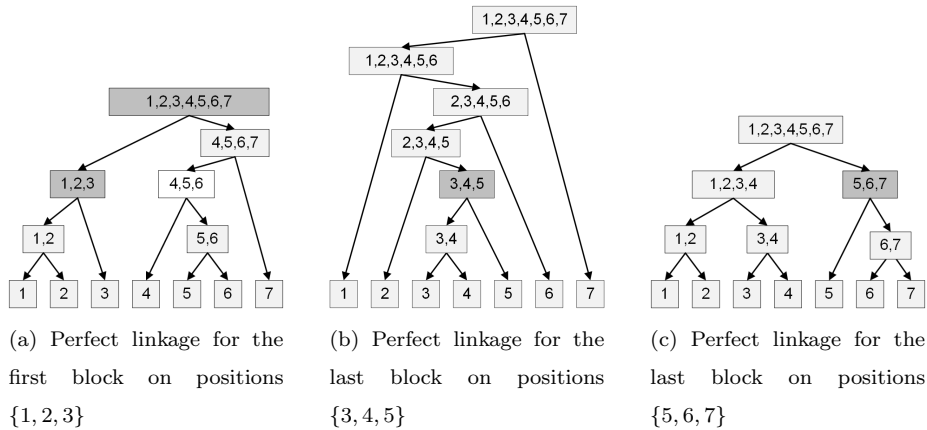 1,2,3,4,5,6,7
4,5,6,7
1,2,3
4,5,6
1,2
5,6
1 2 3 4 5 6 7
(a) Perfect linkage for the
first block on positions
{1, 2, 3}
1,2,3,4,5,6,7
1,2,3,4,5,6
2,3,4,5,6
2,3,4,5
3,4,5
3,4
1 2 3 4 5 6 7
(b) Perfect linkage for the
last block on positions
{3, 4, 5}
1,2,3,4,5,6,7
1,2,3,4 5,6,7
1,2 3,4 6,7
1 2 3 4 5 6 7
(c) Perfect linkage for the
last block on positions
{5, 6, 7}